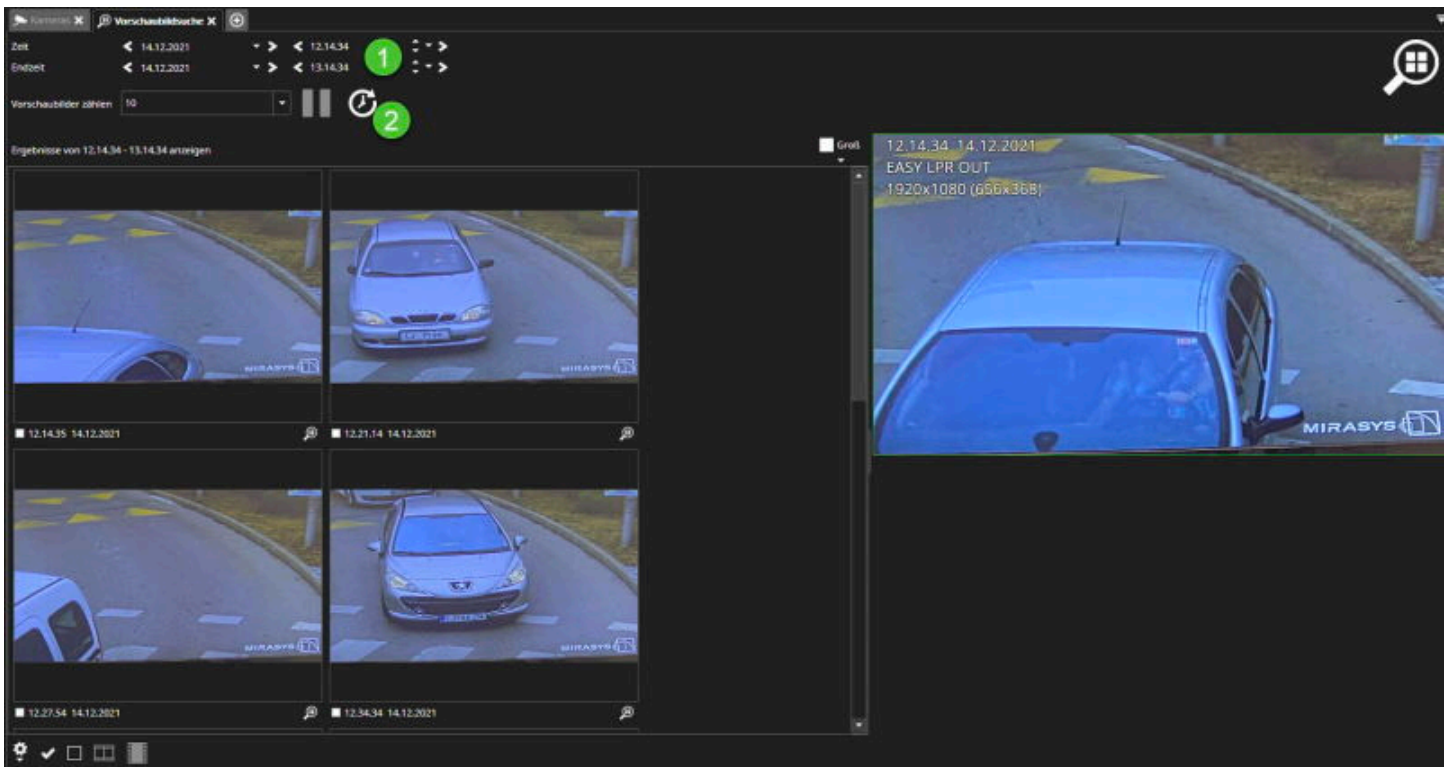 Kameras
Vorschaubildsuche
Zeit 14.12.2021 12.14.34 1
Endzeit 14.12.2021 13.14.34
Vorschaubilder zählen 10
2
Ergebnisse von 12.14.34 - 13.14.34 anzeigen
Groß
12.14.34 14.12.2021
EASY LPR OUT
1920x1080 (656x368)
MIRASYS
MIRASYS
MIRASYS
12.14.35 14.12.2021
12.21.14 14.12.2021
MIRASYS
MIRASYS
12.27.54 14.12.2021
12.34.34 14.12.2021